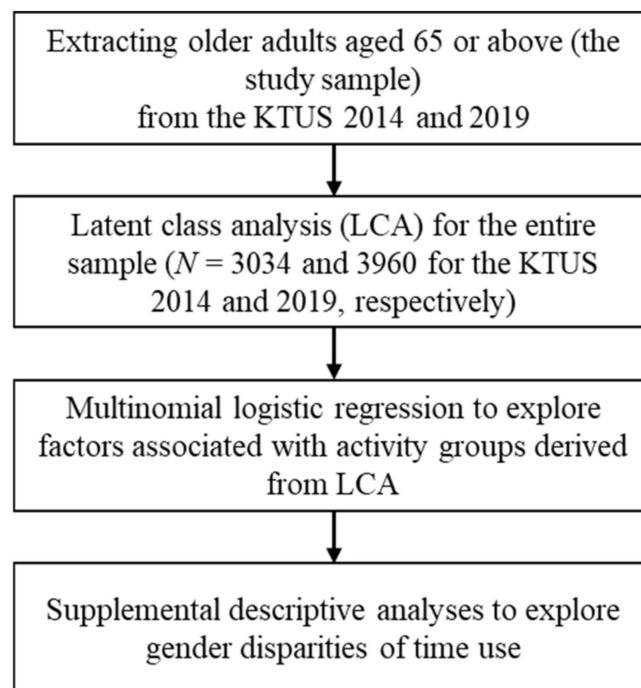 Extracting older adults aged 65 or above (the
study sample)
from the KTUS 2014 and 2019
Latent class analysis (LCA) for the entire
sample (N = 3034 and 3960 for the KTUS
2014 and 2019, respectively)
Multinomial logistic regression to explore
factors associated with activity groups derived
from LCA
Supplemental descriptive analyses to explore
gender disparities of time use